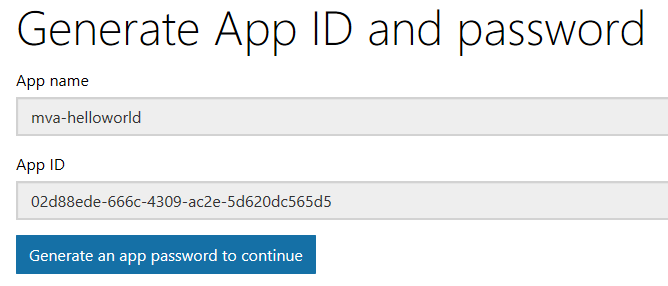 Generate App ID and password
App name
mva-helloworld
App ID
02d88ede-666c-4309-ac2e-5d620dc565d5
Generate an app password to continue